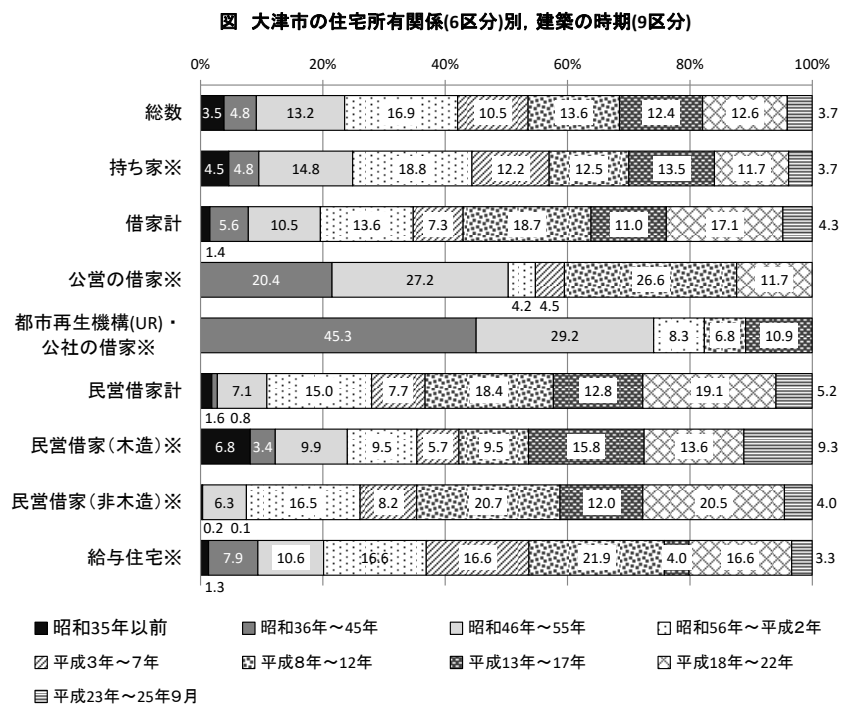 図 大津市の住宅所有関係(6区分)別，建築の時期(9区分)
0% 20% 40% 60% 80% 100%
総数 3.5 4.8 13.2 16.9 10.5 13.6 12.4 12.6 3.7
持ち家※ 4.5 4.8 14.8 18.8 12.2 12.5 13.5 11.7 3.7
借家計 5.6 10.5 13.6 7.3 18.7 11.0 17.1 4.3
1.4
公営の借家※ 20.4 27.2 26.6 11.7
4.2 4.5
都市再生機構(UR)・
公社の借家※ 45.3 29.2 8.3 6.8 10.9
民営借家計 7.1 15.0 7.7 18.4 12.8 19.1 5.2
1.6 0.8
民営借家（木造）※ 6.8 3.4 9.9 9.5 5.7 9.5 15.8 13.6 9.3
民営借家（非木造）※ 6.3 16.5 8.2 20.7 12.0 20.5 4.0
0.2 0.1
給与住宅※ 7.9 10.6 16.6 16.6 21.9 4.0 16.6 3.3
1.3
昭和35年以前 昭和36年～45年 昭和46年～55年 昭和56年～平成２年
平成３年～７年 平成８年～12年 平成13年～17年 平成18年～22年
平成23年～25年９月